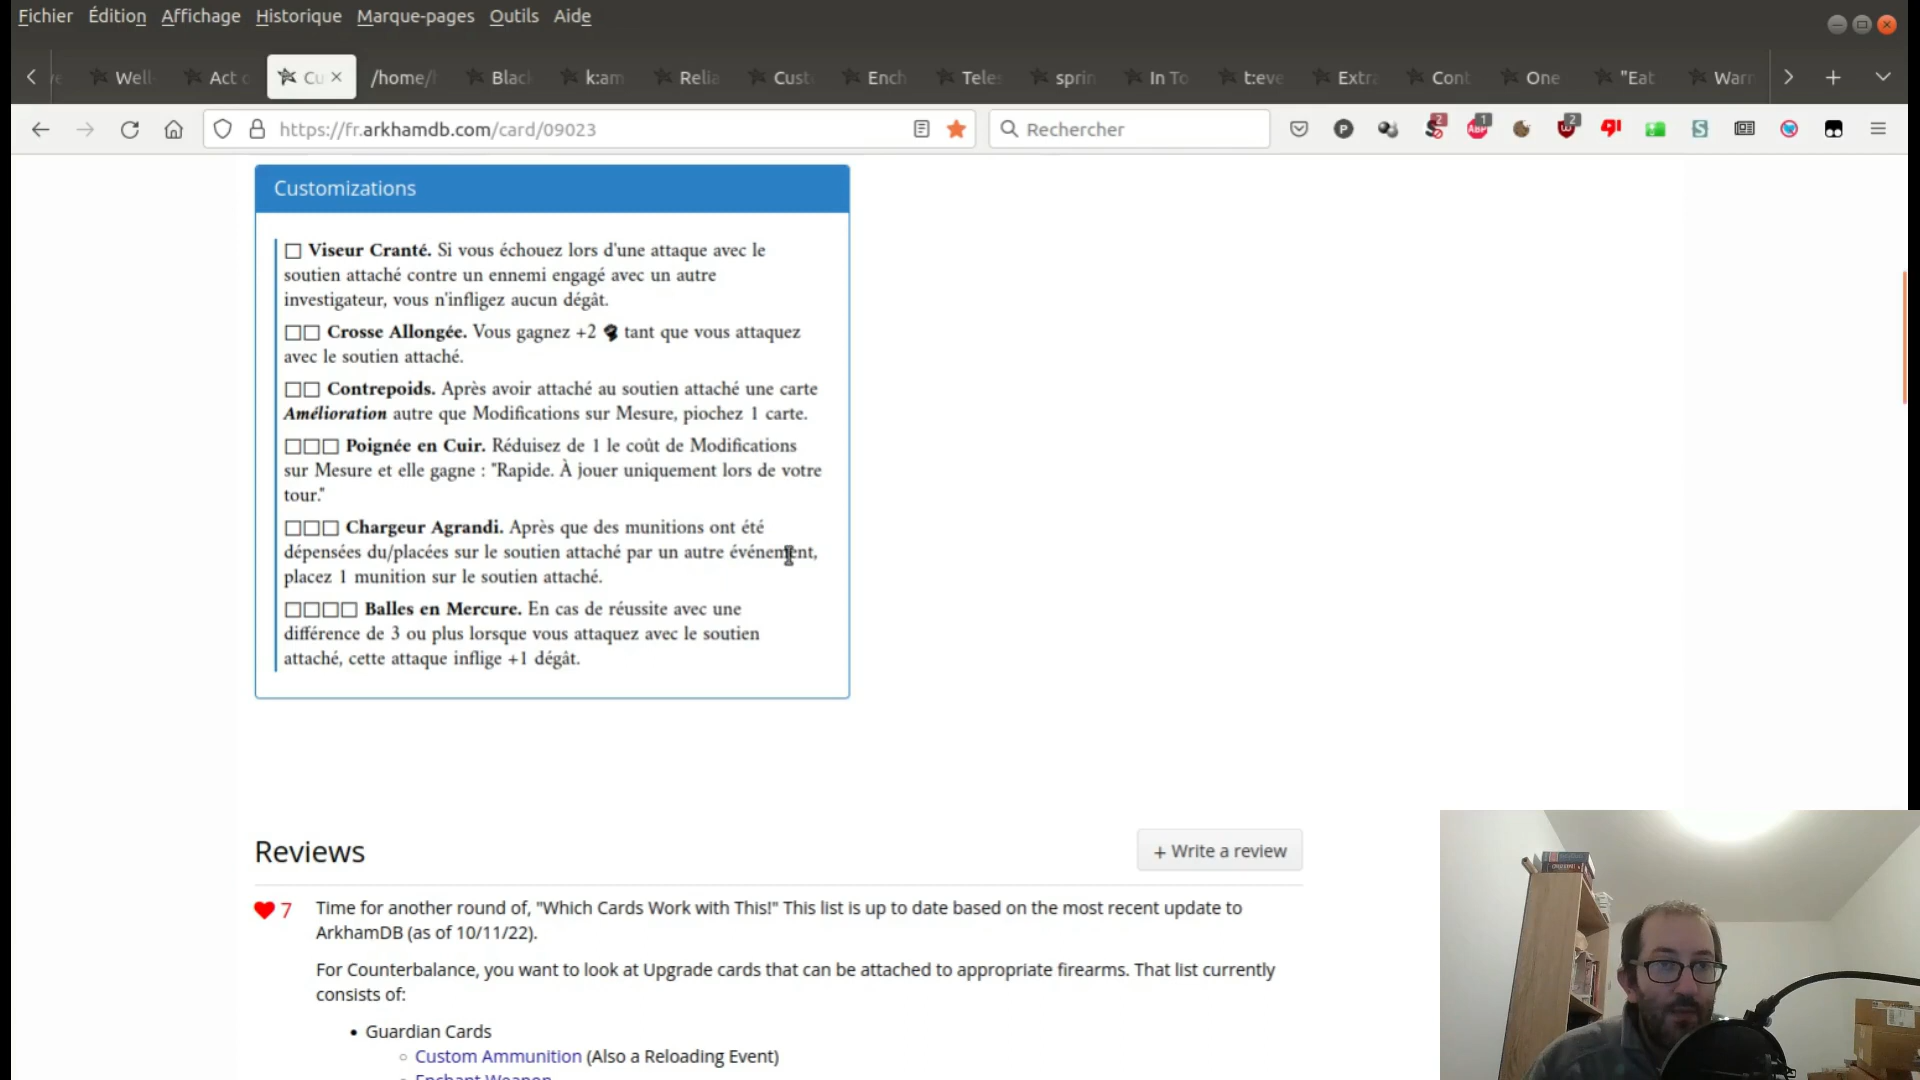 Fichier Édition Affichage Historique Marque-pages Outils Aide
Well Act Cu /home/ Blac k:am Relia Cust Ench Tele sprin In To t:eve Extra Cont One "Eat Warr
https://fr.arkhamdb.com/card/09023 Rechercher 2 1 2
Customizations
□ Viseur Cranté. Si vous échouez lors d'une attaque avec le
soutien attaché contre un ennemi engagé avec un autre
investigateur, vous n'infligez aucun dégât.
□□ Crosse Allongée. Vous gagnez +2 tant que vous attaquez
avec le soutien attaché.
□□ Contrepoids. Après avoir attaché au soutien attaché une carte
Amélioration autre que Modifications sur Mesure, piochez 1 carte.
□□□ Poignée en Cuir. Réduisez de 1 le coût de Modifications
sur Mesure et elle gagne : "Rapide. À jouer uniquement lors de votre
tour."
□□□ Chargeur Agrandi. Après que des munitions ont été
dépensées du/placées sur le soutien attaché par un autre événement,
placez 1 munition sur le soutien attaché.
□□□□ Balles en Mercure. En cas de réussite avec une
différence de 3 ou plus lorsque vous attaquez avec le soutien
attaché, cette attaque inflige +1 dégât.
Reviews
+ Write a review
7 Time for another round of, "Which Cards Work with This!" This list is up to date based on the most recent update to
ArkhamDB (as of 10/11/22).
For Counterbalance, you want to look at Upgrade cards that can be attached to appropriate firearms. That list currently
consists of:
• Guardian Cards
○ Custom Ammunition (Also a Reloading Event)
Enchant Weapon